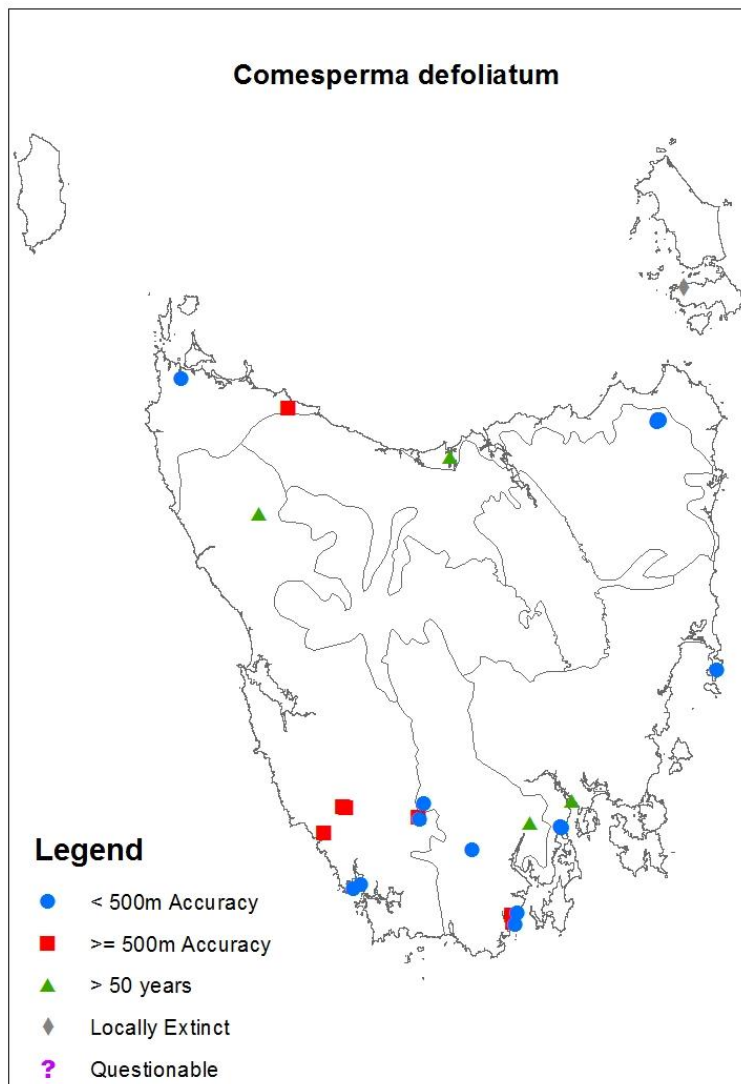 Comesperma defoliatum
Legend
< 500m Accuracy
>= 500m Accuracy
> 50 years
Locally Extinct
? Questionable